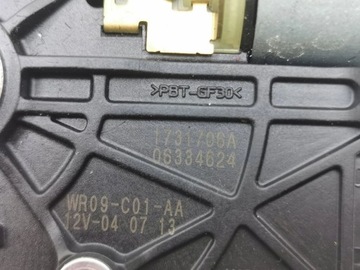 >PBT-GF30<
1731706A
06334624
WR09-C01-AA
12V-04 07 13